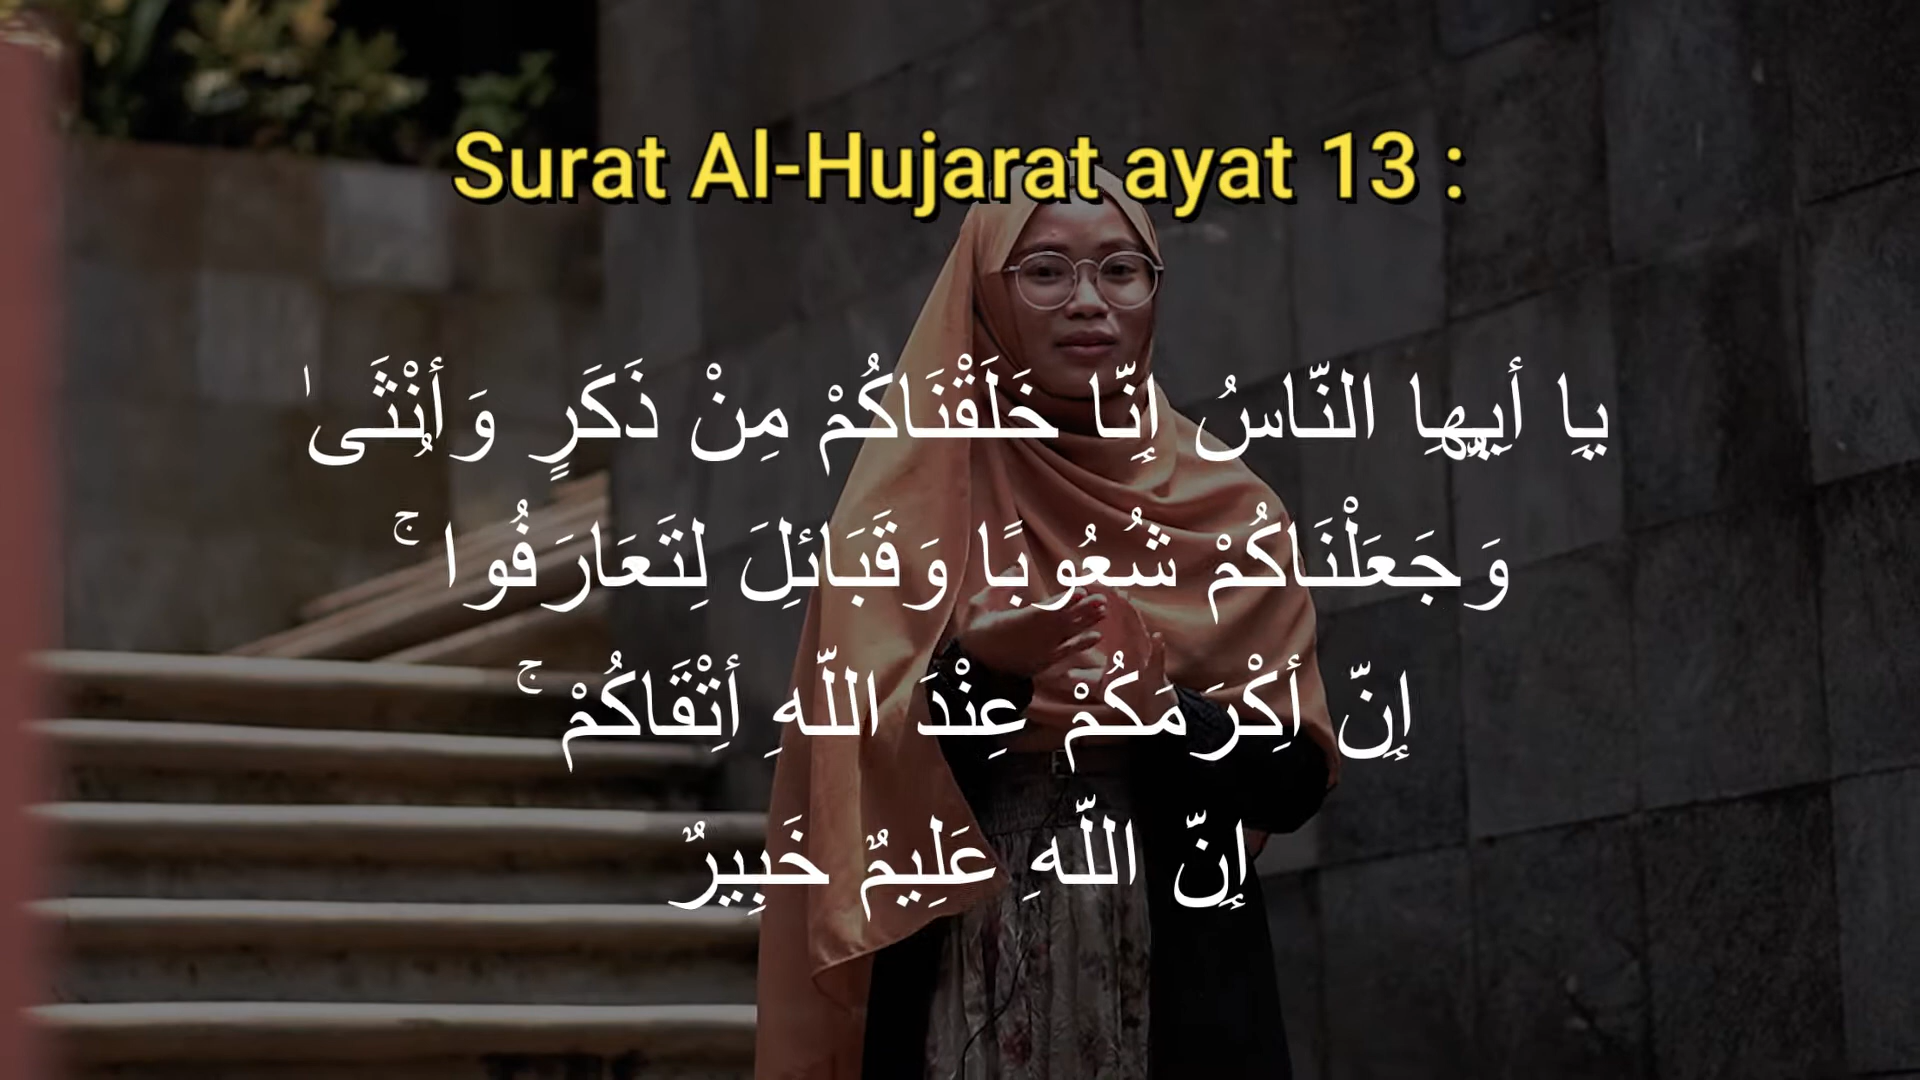 Surat Al-Hujarat ayat 13 :
يِا أَيِّهِا النَّاسُ إِنَّا خَلَقْنَاكُمْ مِنْ ذَكَرٍ وَأُنْثَىٰ
وَجَعَلْنَاكُمْ شُعُوبًا وَقَبَائِلَ لِتَعَارَفُوا ۚ
إِنّ أِكْرَمَكُمْ عِنْدَ اللّهِ أِتْقَاكُمْ ۚ
إِنّ اللّهِ عَلِيمٌ خَبِيرٌ